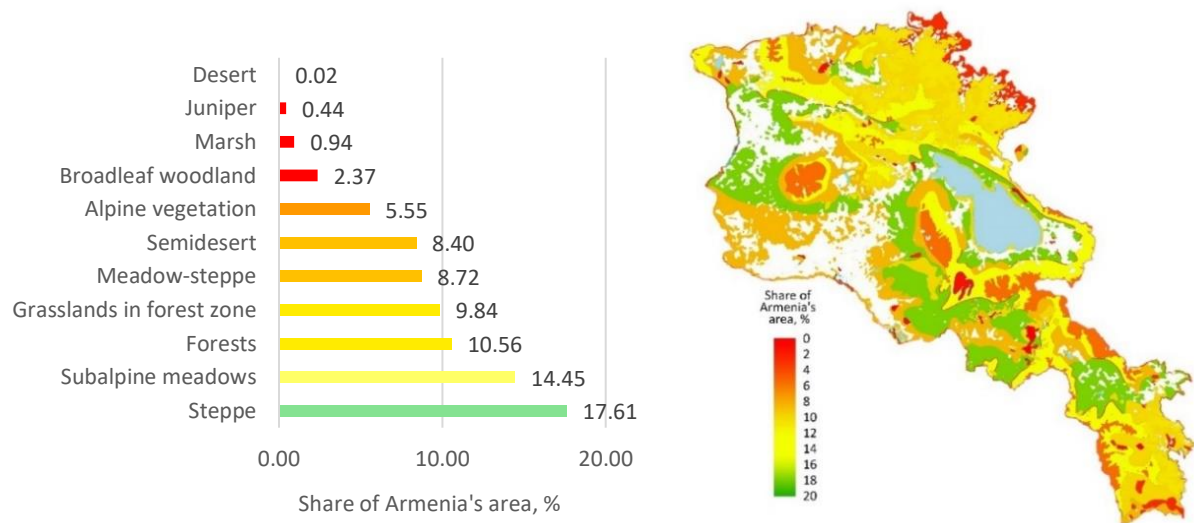 Desert 0.02
Juniper 0.44
Marsh 0.94
Broadleaf woodland 2.37
Alpine vegetation 5.55
Semidesert 8.40
Meadow-steppe 8.72
Grasslands in forest zone 9.84
Forests 10.56
Subalpine meadows 14.45
Steppe 17.61
0.00 10.00 20.00
Share of Armenia's area, %
Share of
Armenia's
area, %
0
2
4
6
8
10
12
14
16
18
20